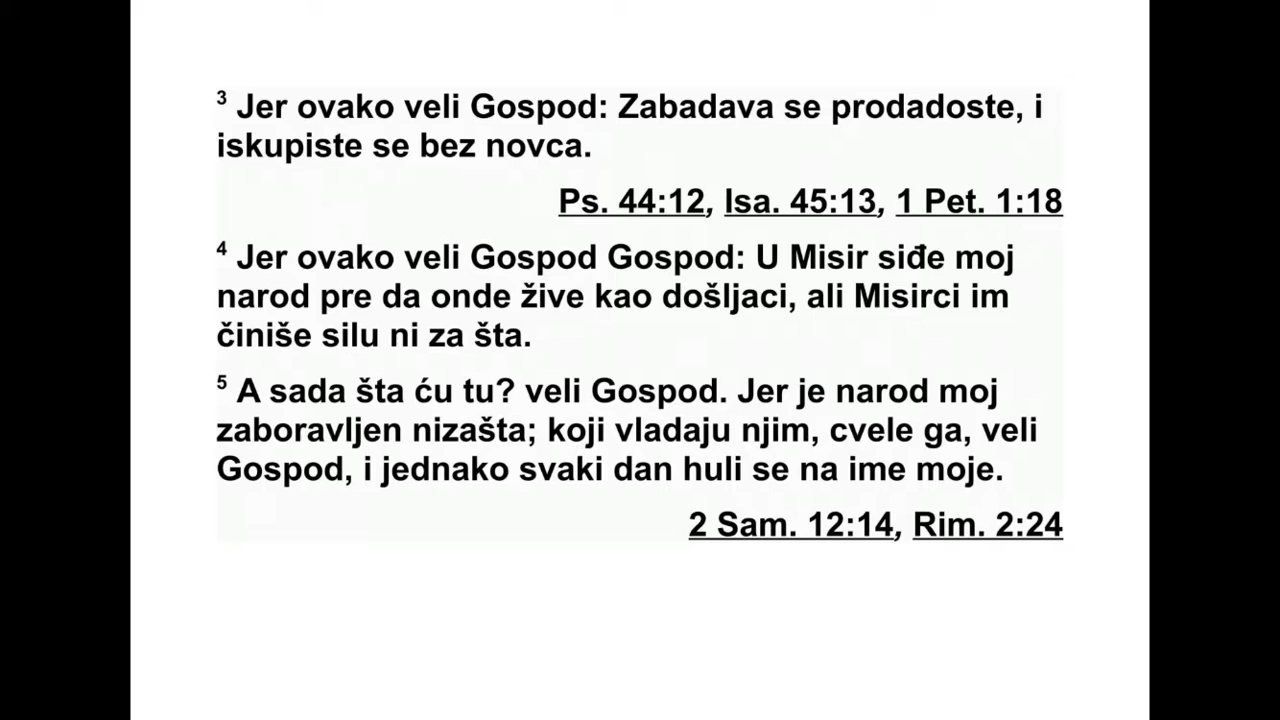 3 Jer ovako veli Gospod: Zabadava se prodadoste, i
iskupiste se bez novca.
Ps. 44:12, Isa. 45:13, 1 Pet. 1:18
4 Jer ovako veli Gospod Gospod: U Misir siđe moj
narod pre da onde žive kao došljaci, ali Misirci im
činiše silu ni za šta.
5 A sada šta ću tu? veli Gospod. Jer je narod moj
zaboravljen nizašta; koji vladaju njim, cvele ga, veli
Gospod, i jednako svaki dan huli se na ime moje.
2 Sam. 12:14, Rim. 2:24